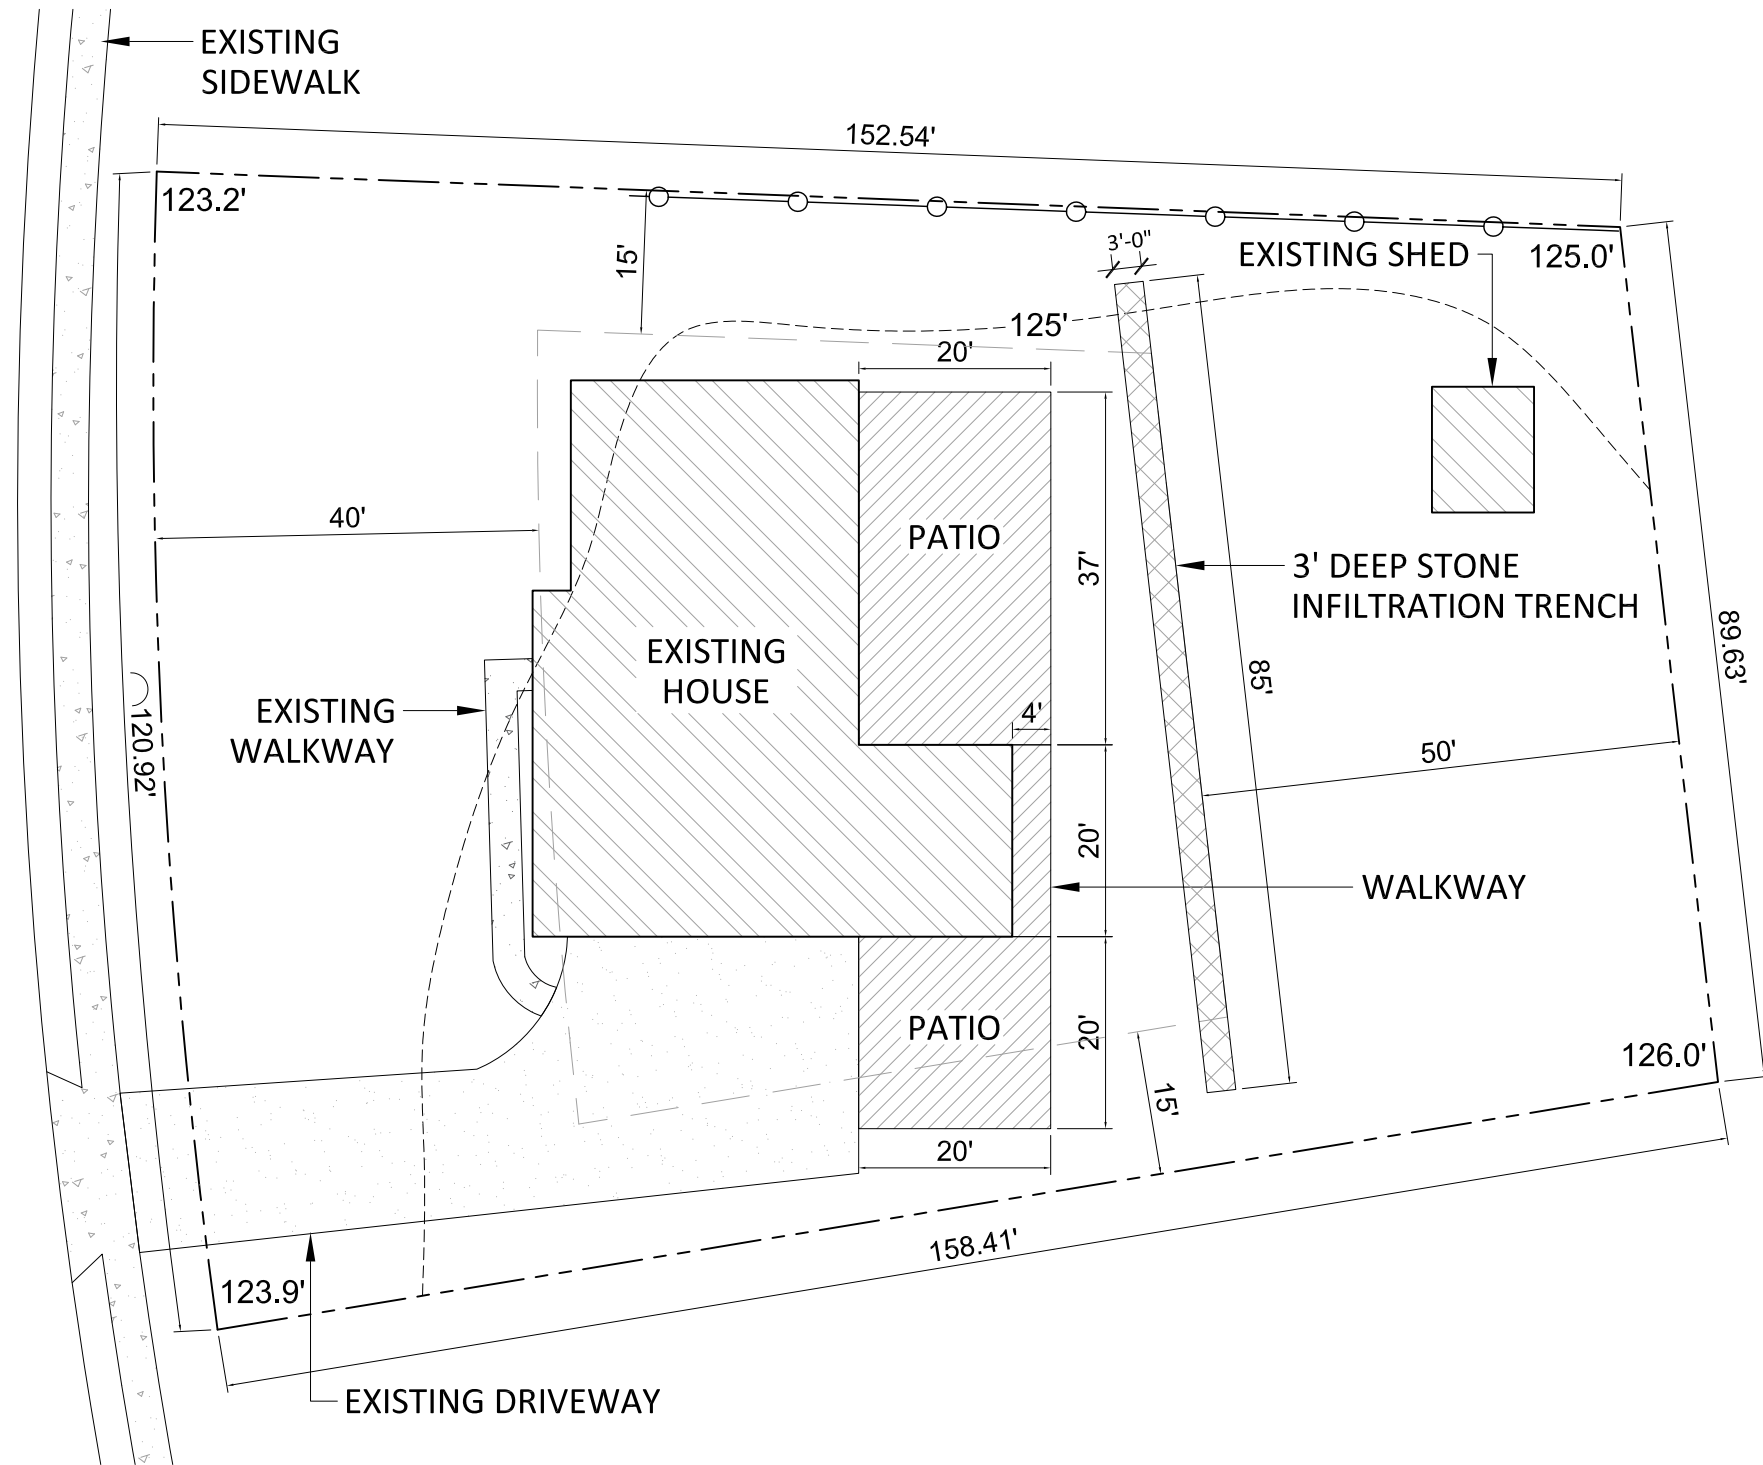 EXISTING
SIDEWALK
152.54'
123.2'
15'
3'-0"
EXISTING SHED
125.0'
125'
20'
40'
PATIO
37'
3' DEEP STONE
INFILTRATION TRENCH
EXISTING
HOUSE
89.63'
85'
EXISTING
WALKWAY
120.92'
4'
50'
20'
WALKWAY
PATIO
20'
126.0'
15'
20'
158.41'
123.9'
EXISTING DRIVEWAY